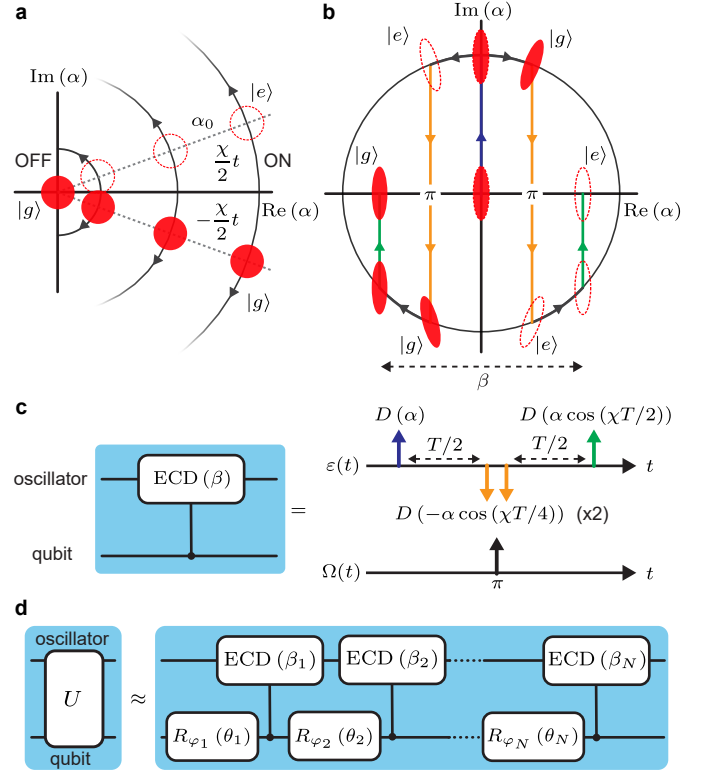 a
Im (α)
|e⟩
α₀
OFF
χ/2 t
ON
|g⟩
−χ/2 t
Re (α)
|g⟩
b
Im (α)
|e⟩
|g⟩
|g⟩
|e⟩
π
π
Re (α)
|g⟩
|e⟩
β
c
D (α)
D (α cos (χT/2))
T/2
T/2
oscillator
ECD (β)
ε(t)
t
=
D (−α cos (χT/4)) (x2)
qubit
Ω(t)
π
t
d
oscillator
U
qubit
≈
ECD (β₁)
ECD (β₂)
ECD (β_N)
R_φ₁ (θ₁)
R_φ₂ (θ₂)
R_φ_N (θ_N)